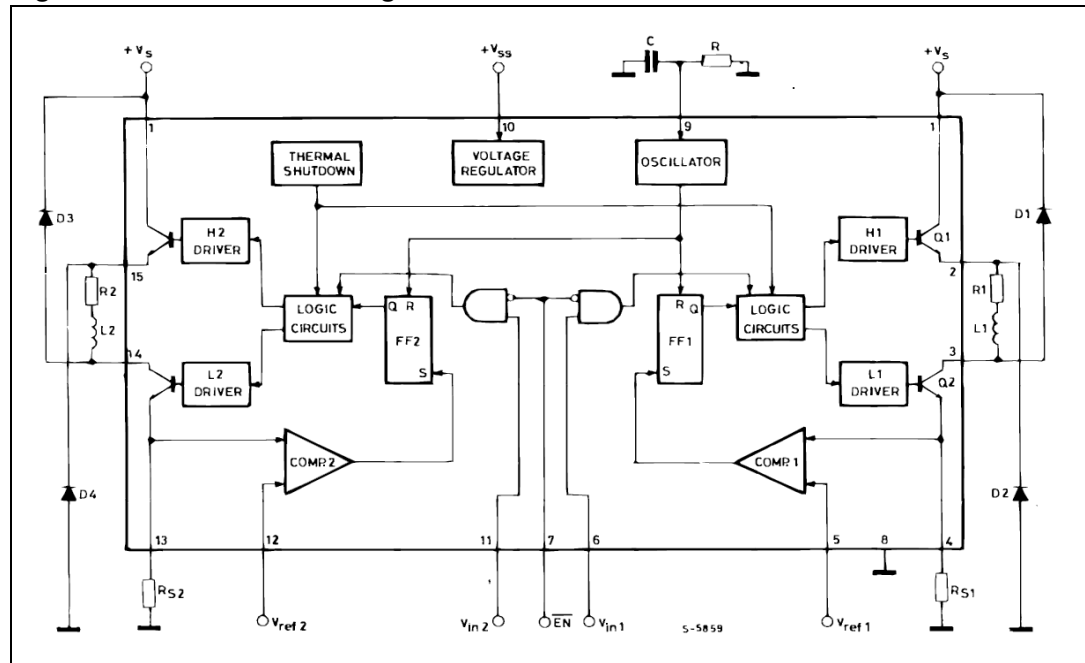 +Vs
+Vss
C
R
+Vs
1
10
9
1
THERMAL
SHUTDOWN
VOLTAGE
REGULATOR
OSCILLATOR
D3
H2
DRIVER
H1
DRIVER
Q1
D1
15
2
R2
L2
LOGIC
CIRCUITS
Q
R
FF2
S
R
Q
FF1
S
LOGIC
CIRCUITS
R1
L1
14
3
L2
DRIVER
L1
DRIVER
Q2
COMP.2
COMP.1
D4
D2
13
12
11
7
6
5
8
4
RS2
RS1
Vref 2
Vin 2
EN
Vin 1
S-5859
Vref 1